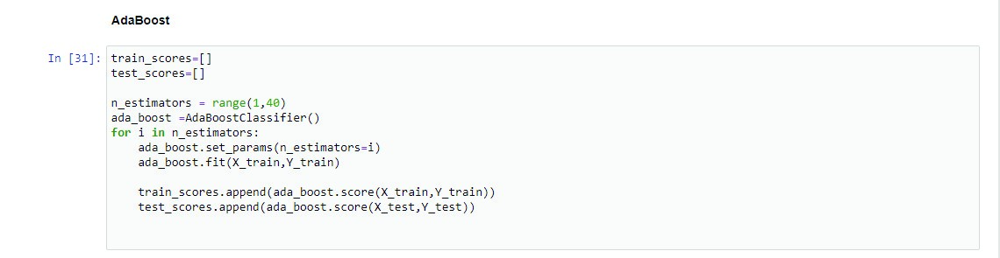 AdaBoost
In [31]: train_scores=[]
test_scores=[]
n_estimators = range(1,40)
ada_boost =AdaBoostClassifier()
for i in n_estimators:
    ada_boost.set_params(n_estimators=i)
    ada_boost.fit(X_train,Y_train)
    train_scores.append(ada_boost.score(X_train,Y_train))
    test_scores.append(ada_boost.score(X_test,Y_test))